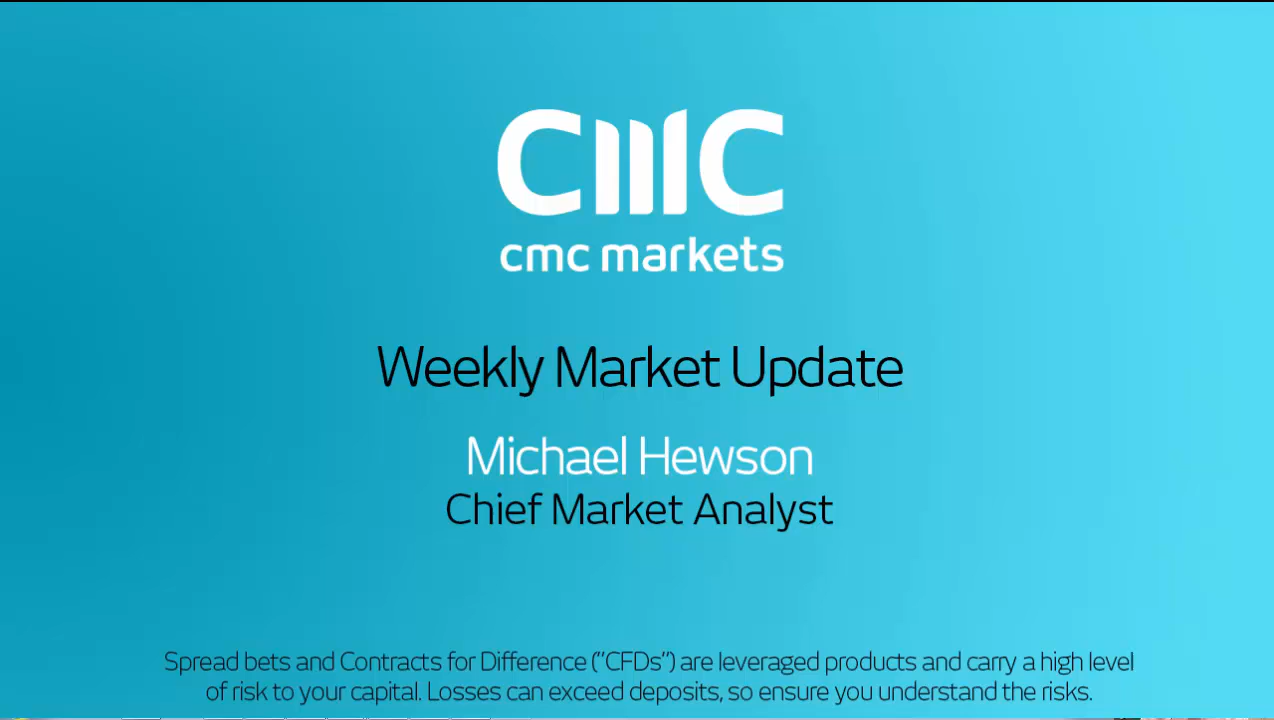 CMC
cmc markets
Weekly Market Update
Michael Hewson
Chief Market Analyst
Spread bets and Contracts for Difference (“CFDs”) are leveraged products and carry a high level
of risk to your capital. Losses can exceed deposits, so ensure you understand the risks.